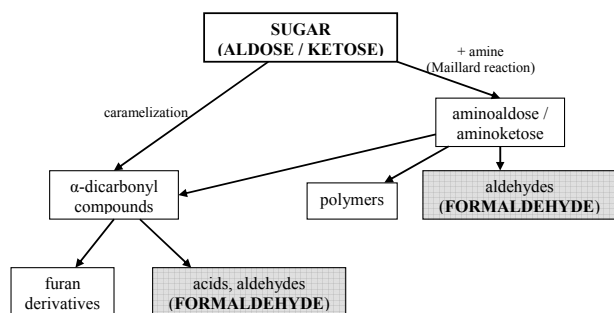 SUGAR
(ALDOSE / KETOSE)
+ amine
(Maillard reaction)
caramelization
aminoaldose /
aminoketose
α-dicarbonyl
compounds
polymers
aldehydes
(FORMALDEHYDE)
furan
derivatives
acids, aldehydes
(FORMALDEHYDE)